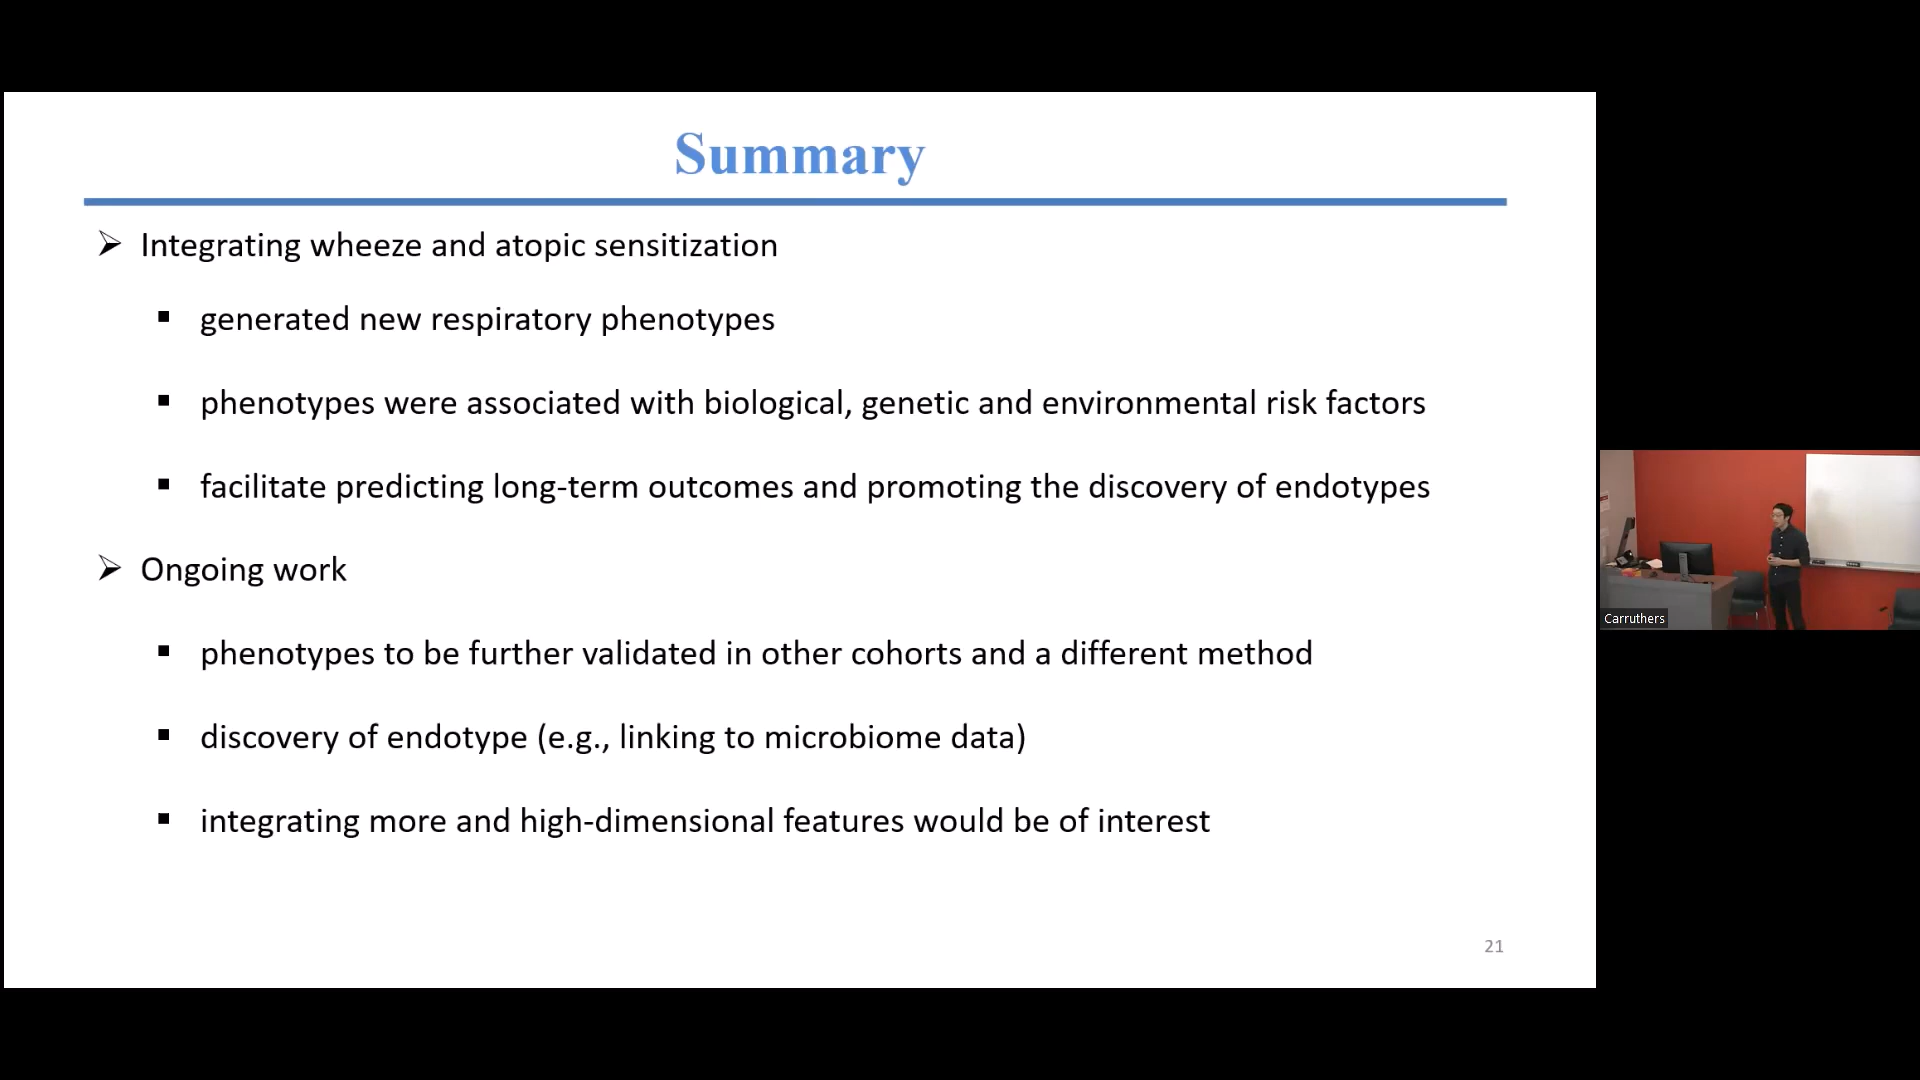 Summary
➢ Integrating wheeze and atopic sensitization
▪ generated new respiratory phenotypes
▪ phenotypes were associated with biological, genetic and environmental risk factors
▪ facilitate predicting long-term outcomes and promoting the discovery of endotypes
➢ Ongoing work
▪ phenotypes to be further validated in other cohorts and a different method
▪ discovery of endotype (e.g., linking to microbiome data)
▪ integrating more and high-dimensional features would be of interest
21
Carruthers